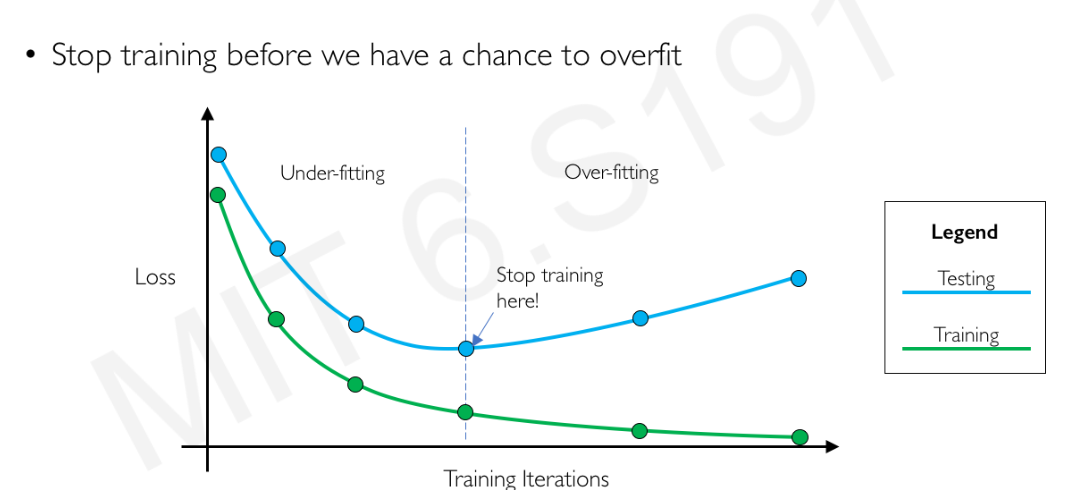 • Stop training before we have a chance to overfit
Under-fitting
Over-fitting
Loss
Stop training
here!
Training Iterations
Legend
Testing
Training
MIT 6.S191